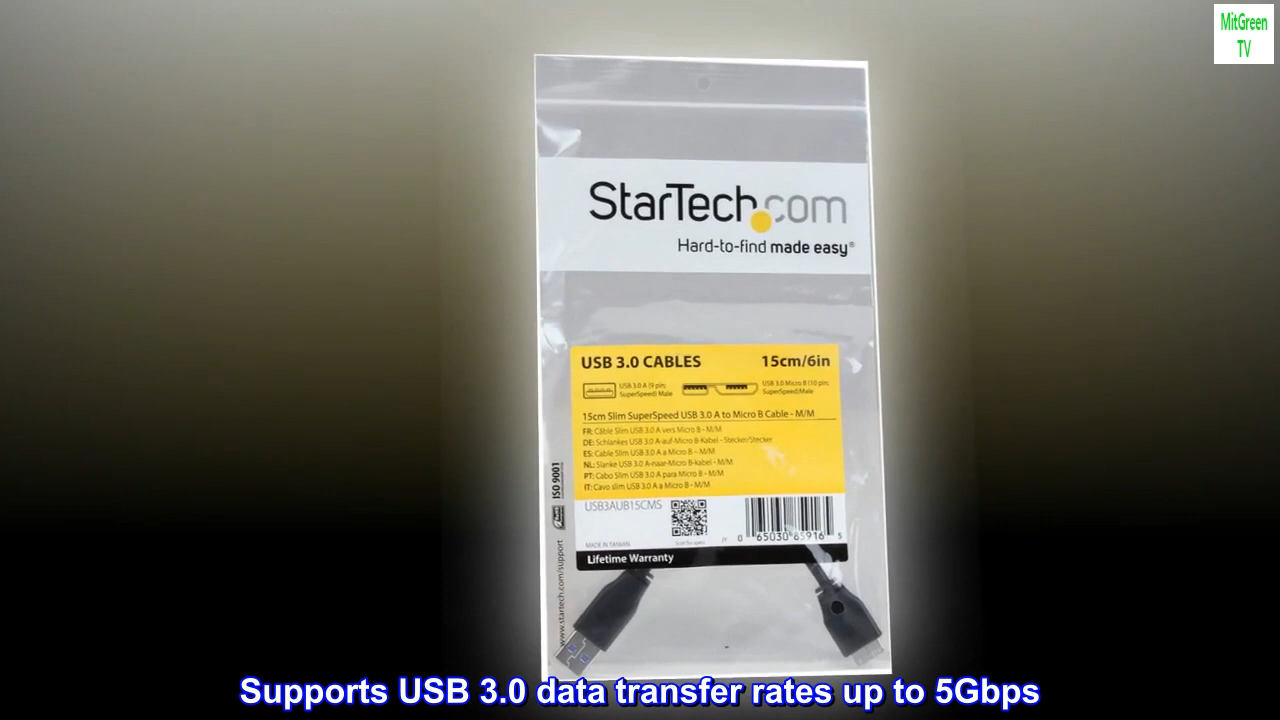 MitGreen
TV
StarTech.com
Hard-to-find made easy®
USB 3.0 CABLES 15cm/6in
USB 3.0 A (9 pin;
SuperSpeed) Male
USB 3.0 Micro B (10 pin;
SuperSpeed)Male
15cm Slim SuperSpeed USB 3.0 A to Micro B Cable - M/M
FR: Câble Slim USB 3.0 A vers Micro B - M/M
DE: Schlankes USB 3.0 A-auf-Micro B-Kabel - Stecker/Stecker
ES: Cable Slim USB 3.0 A a Micro B - M/M
NL: Slanke USB 3.0 A-naar-Micro B-kabel - M/M
PT: Cabo Slim USB 3.0 A para Micro B - M/M
IT: Cavo slim USB 3.0 A a Micro B - M/M
USB3AUB15CMS
MADE IN TAIWAN
Scan for specs
JY
0 65030 85916 5
Lifetime Warranty
ISO 9001
www.startech.com/support
Supports USB 3.0 data transfer rates up to 5Gbps